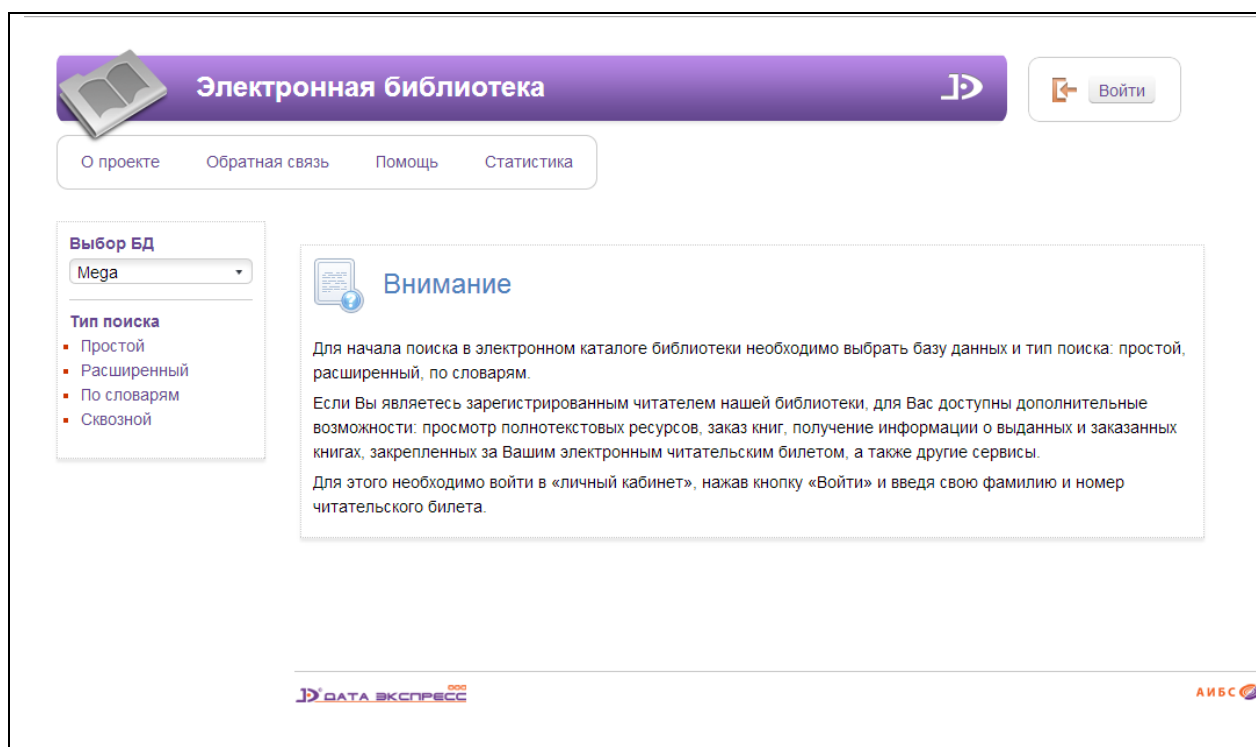 Электронная библиотека
Войти
О проекте Обратная связь Помощь Статистика
Выбор БД
Mega
Тип поиска
Простой
Расширенный
По словарям
Сквозной
Внимание
Для начала поиска в электронном каталоге библиотеки необходимо выбрать базу данных и тип поиска: простой,
расширенный, по словарям.
Если Вы являетесь зарегистрированным читателем нашей библиотеки, для Вас доступны дополнительные
возможности: просмотр полнотекстовых ресурсов, заказ книг, получение информации о выданных и заказанных
книгах, закрепленных за Вашим электронным читательским билетом, а также другие сервисы.
Для этого необходимо войти в «личный кабинет», нажав кнопку «Войти» и введя свою фамилию и номер
читательского билета.
ДАТА ЭКСПРЕСС
АИБС